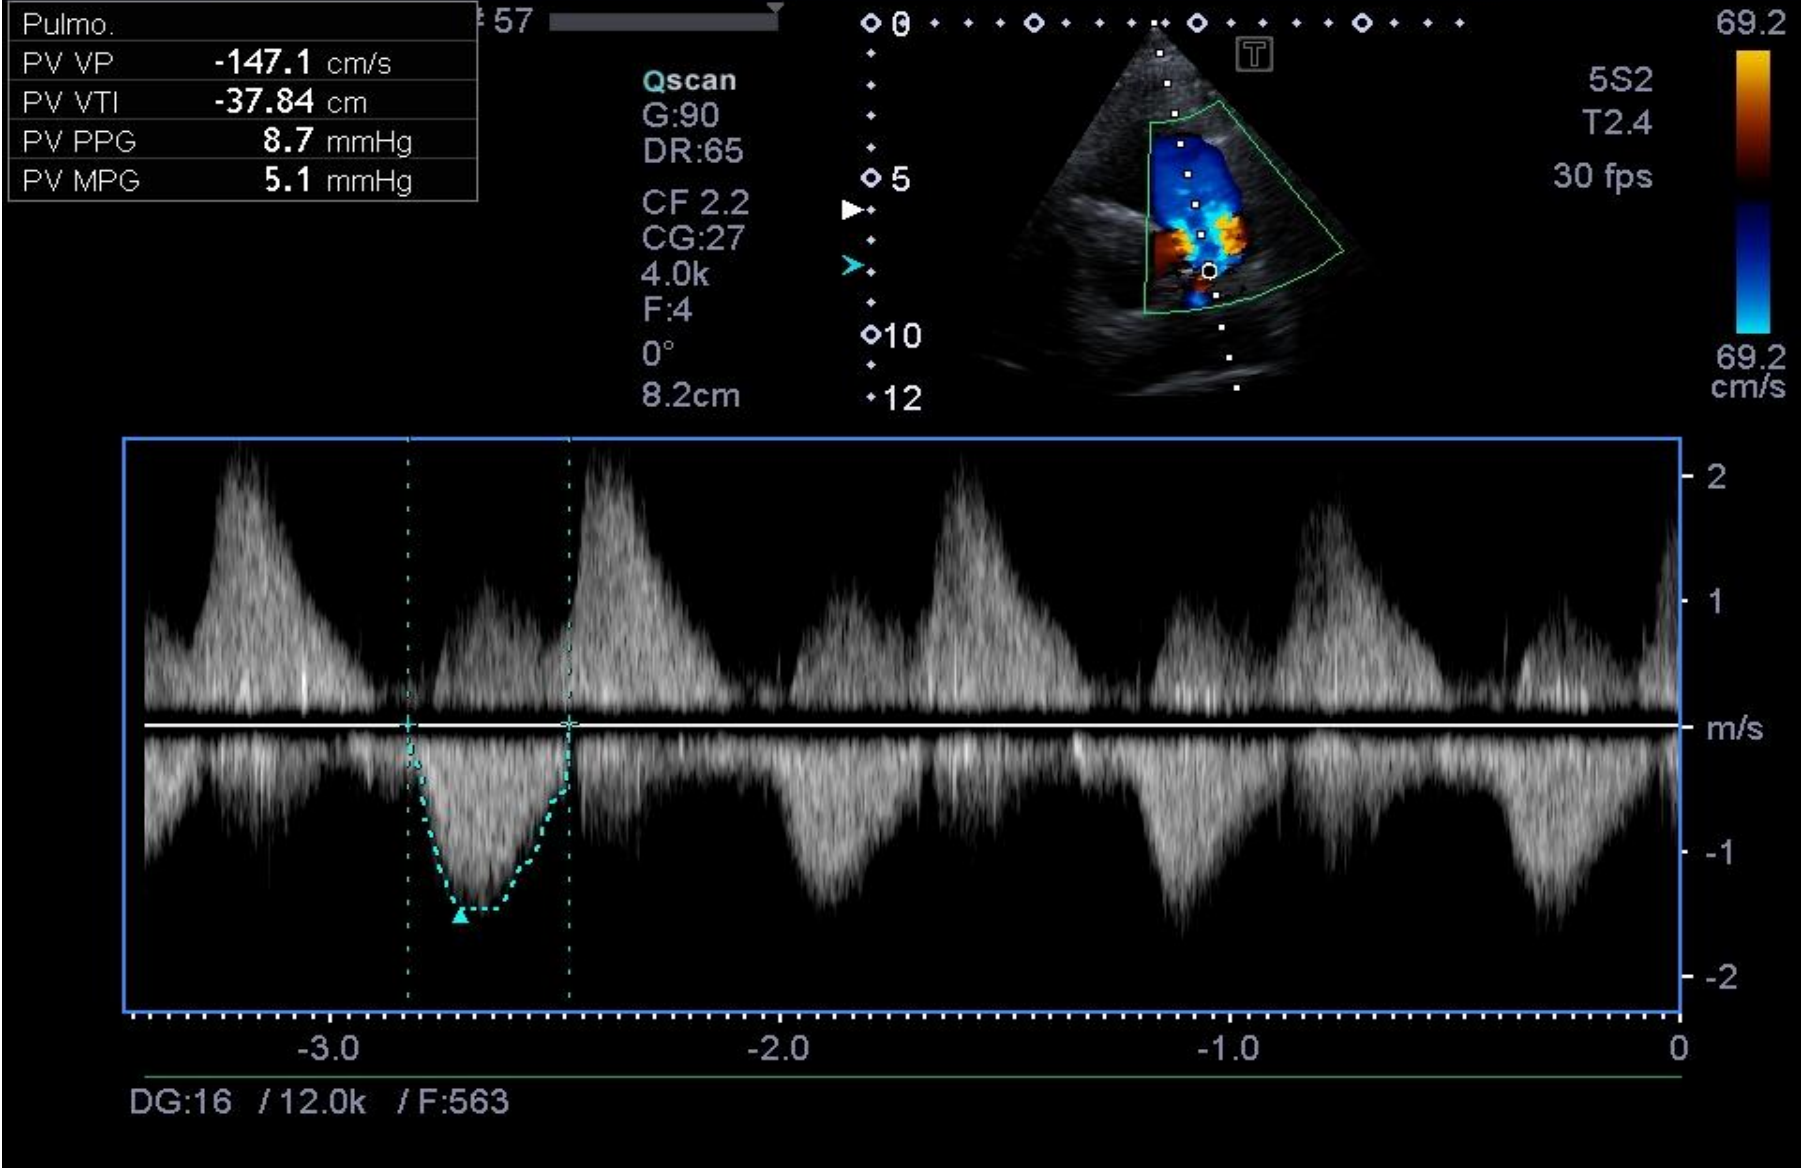 Pulmo.
PV VP -147.1 cm/s
PV VTI -37.84 cm
PV PPG 8.7 mmHg
PV MPG 5.1 mmHg
57
Qscan
G:90
DR:65
CF 2.2
CG:27
4.0k
F:4
0°
8.2cm
0
5
10
12
T
5S2
T2.4
30 fps
69.2
69.2
cm/s
2
1
m/s
-1
-2
-3.0 -2.0 -1.0 0
DG:16 / 12.0k / F:563